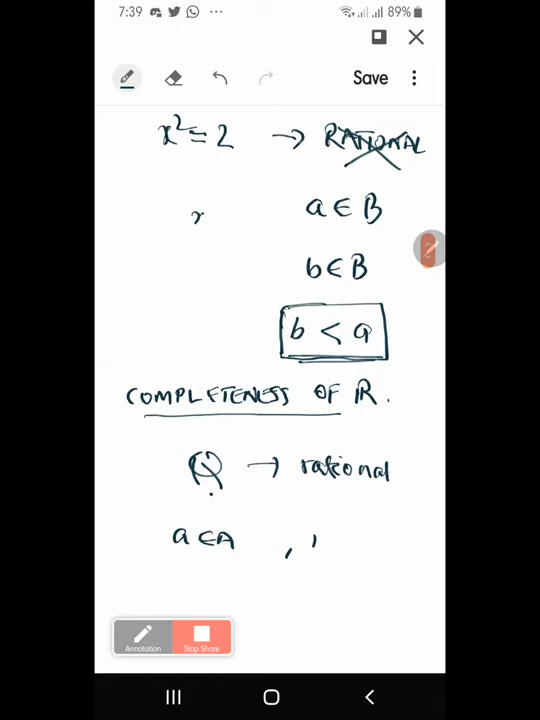 7:39 ... 89%
Save
x² = 2 → RATIONAL
x a ∈ B
b ∈ B
b < a
COMPLETENESS OF ℝ.
ℚ → rational
a ∈ A ,
Annotation Stop Share